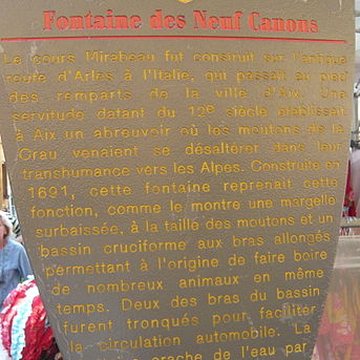 Fontaine des Neuf Canons
Le cours Mirabeau fut construit sur l'antique
route d'Arles à l'Italie, qui passait au pied
des remparts de la ville d'Aix. Une
servitude datant du 12e siècle établissait
à Aix un abreuvoir où les moutons de la
Crau venaient se désaltérer dans leur
transhumance vers les Alpes. Construite en
1691, cette fontaine reprenait cette
fonction, comme le montre une margelle
surbaissée, à la taille des moutons et un
bassin cruciforme aux bras allongés
permettant à l'origine de faire boire
de nombreux animaux en même
temps. Deux des bras du bassin
furent tronqués pour faciliter
la circulation automobile. La
crache de l'eau par